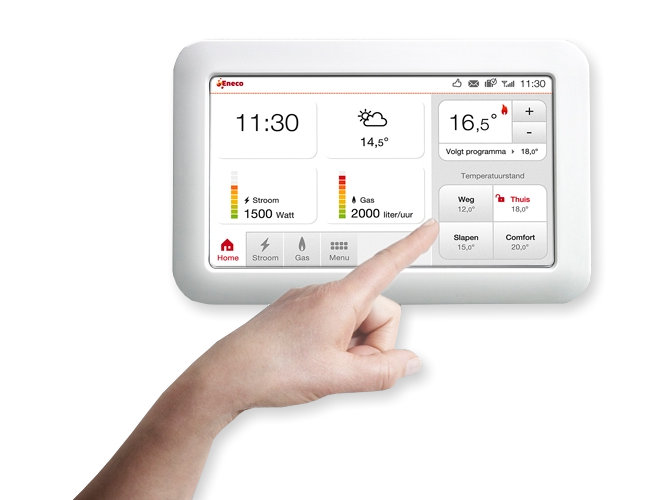 Eneco
11:30
11:30
14,5°
16,5°
+
-
Volgt programma 18,0°
Temperatuurstand
Stroom
1500 Watt
Gas
2000 liter/uur
Weg
12,0°
Thuis
18,0°
Slapen
15,0°
Comfort
20,0°
Home
Stroom
Gas
Menu